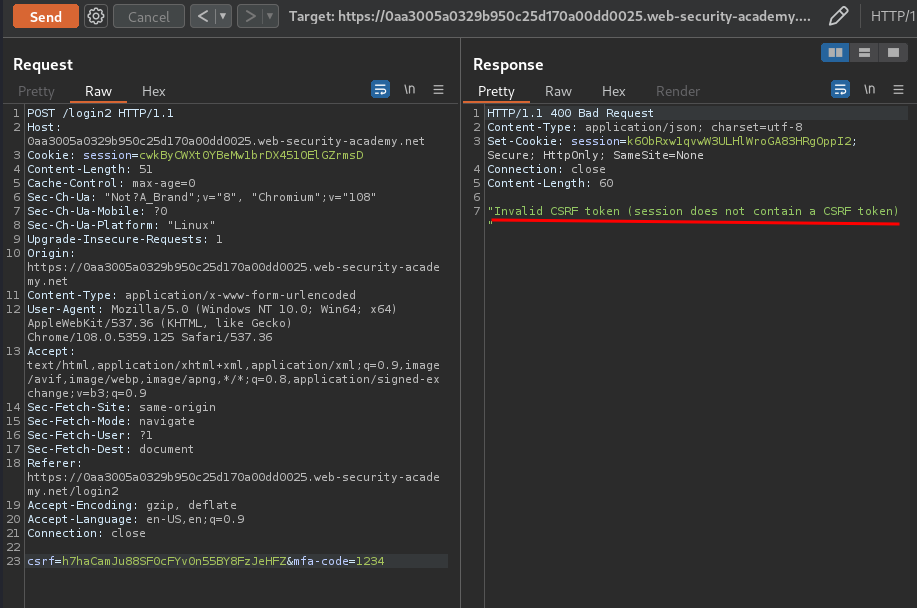 Send Cancel < > Target: https://0aa3005a0329b950c25d170a00dd0025.web-security-academy.... HTTP/1
Request
Pretty Raw Hex \n
1 POST /login2 HTTP/1.1
2 Host:
0aa3005a0329b950c25d170a00dd0025.web-security-academy.net
3 Cookie: session=cwkByCWXt0YBeMw1brDX451OElGZrmsD
4 Content-Length: 51
5 Cache-Control: max-age=0
6 Sec-Ch-Ua: "Not?A_Brand";v="8", "Chromium";v="108"
7 Sec-Ch-Ua-Mobile: ?0
8 Sec-Ch-Ua-Platform: "Linux"
9 Upgrade-Insecure-Requests: 1
10 Origin:
https://0aa3005a0329b950c25d170a00dd0025.web-security-acade
my.net
11 Content-Type: application/x-www-form-urlencoded
12 User-Agent: Mozilla/5.0 (Windows NT 10.0; Win64; x64)
AppleWebKit/537.36 (KHTML, like Gecko)
Chrome/108.0.5359.125 Safari/537.36
13 Accept:
text/html,application/xhtml+xml,application/xml;q=0.9,image
/avif,image/webp,image/apng,*/*;q=0.8,application/signed-ex
change;v=b3;q=0.9
14 Sec-Fetch-Site: same-origin
15 Sec-Fetch-Mode: navigate
16 Sec-Fetch-User: ?1
17 Sec-Fetch-Dest: document
18 Referer:
https://0aa3005a0329b950c25d170a00dd0025.web-security-acade
my.net/login2
19 Accept-Encoding: gzip, deflate
20 Accept-Language: en-US,en;q=0.9
21 Connection: close
22
23 csrf=h7haCamJu88SF0cFYv0n55BY8FzJeHFZ&mfa-code=1234
Response
Pretty Raw Hex Render \n
1 HTTP/1.1 400 Bad Request
2 Content-Type: application/json; charset=utf-8
3 Set-Cookie: session=k6ObRxw1qvwW3ULHlWroGA83HRgOppI2;
Secure; HttpOnly; SameSite=None
4 Connection: close
5 Content-Length: 60
6
7 "Invalid CSRF token (session does not contain a CSRF token)
"